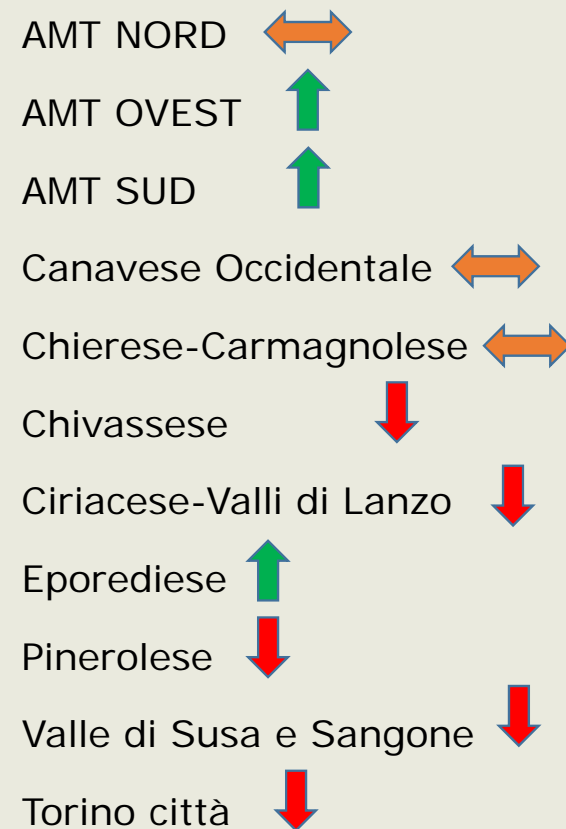 AMT NORD
AMT OVEST
AMT SUD
Canavese Occidentale
Chierese-Carmagnolese
Chivassese
Ciriacese-Valli di Lanzo
Eporediese
Pinerolese
Valle di Susa e Sangone
Torino città